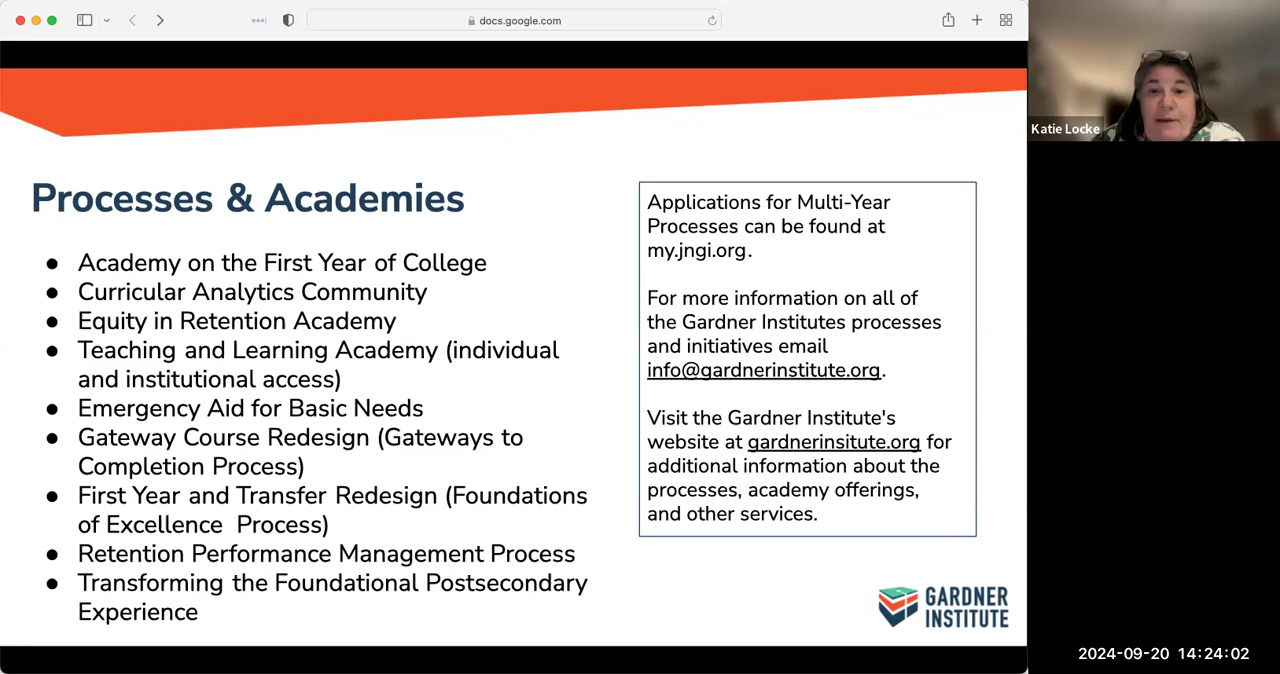 docs.google.com
Katie Locke
Processes & Academies
● Academy on the First Year of College
● Curricular Analytics Community
● Equity in Retention Academy
● Teaching and Learning Academy (individual
and institutional access)
● Emergency Aid for Basic Needs
● Gateway Course Redesign (Gateways to
Completion Process)
● First Year and Transfer Redesign (Foundations
of Excellence  Process)
● Retention Performance Management Process
● Transforming the Foundational Postsecondary
Experience
Applications for Multi-Year
Processes can be found at
my.jngi.org.
For more information on all of
the Gardner Institutes processes
and initiatives email
info@gardnerinstitute.org.
Visit the Gardner Institute's
website at gardnerinsitute.org for
additional information about the
processes, academy offerings,
and other services.
GARDNER
INSTITUTE
2024-09-20 14:24:02